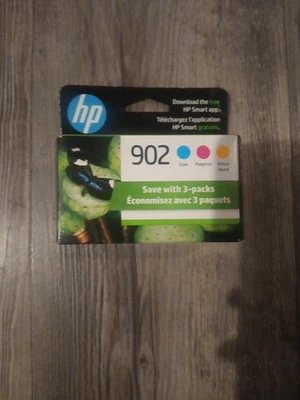 hp
Download the free
HP Smart app.
Téléchargez l'application
HP Smart gratuits.
902
Cyan
Magenta
Yellow
Save with 3-packs
Économisez avec 3 paquets